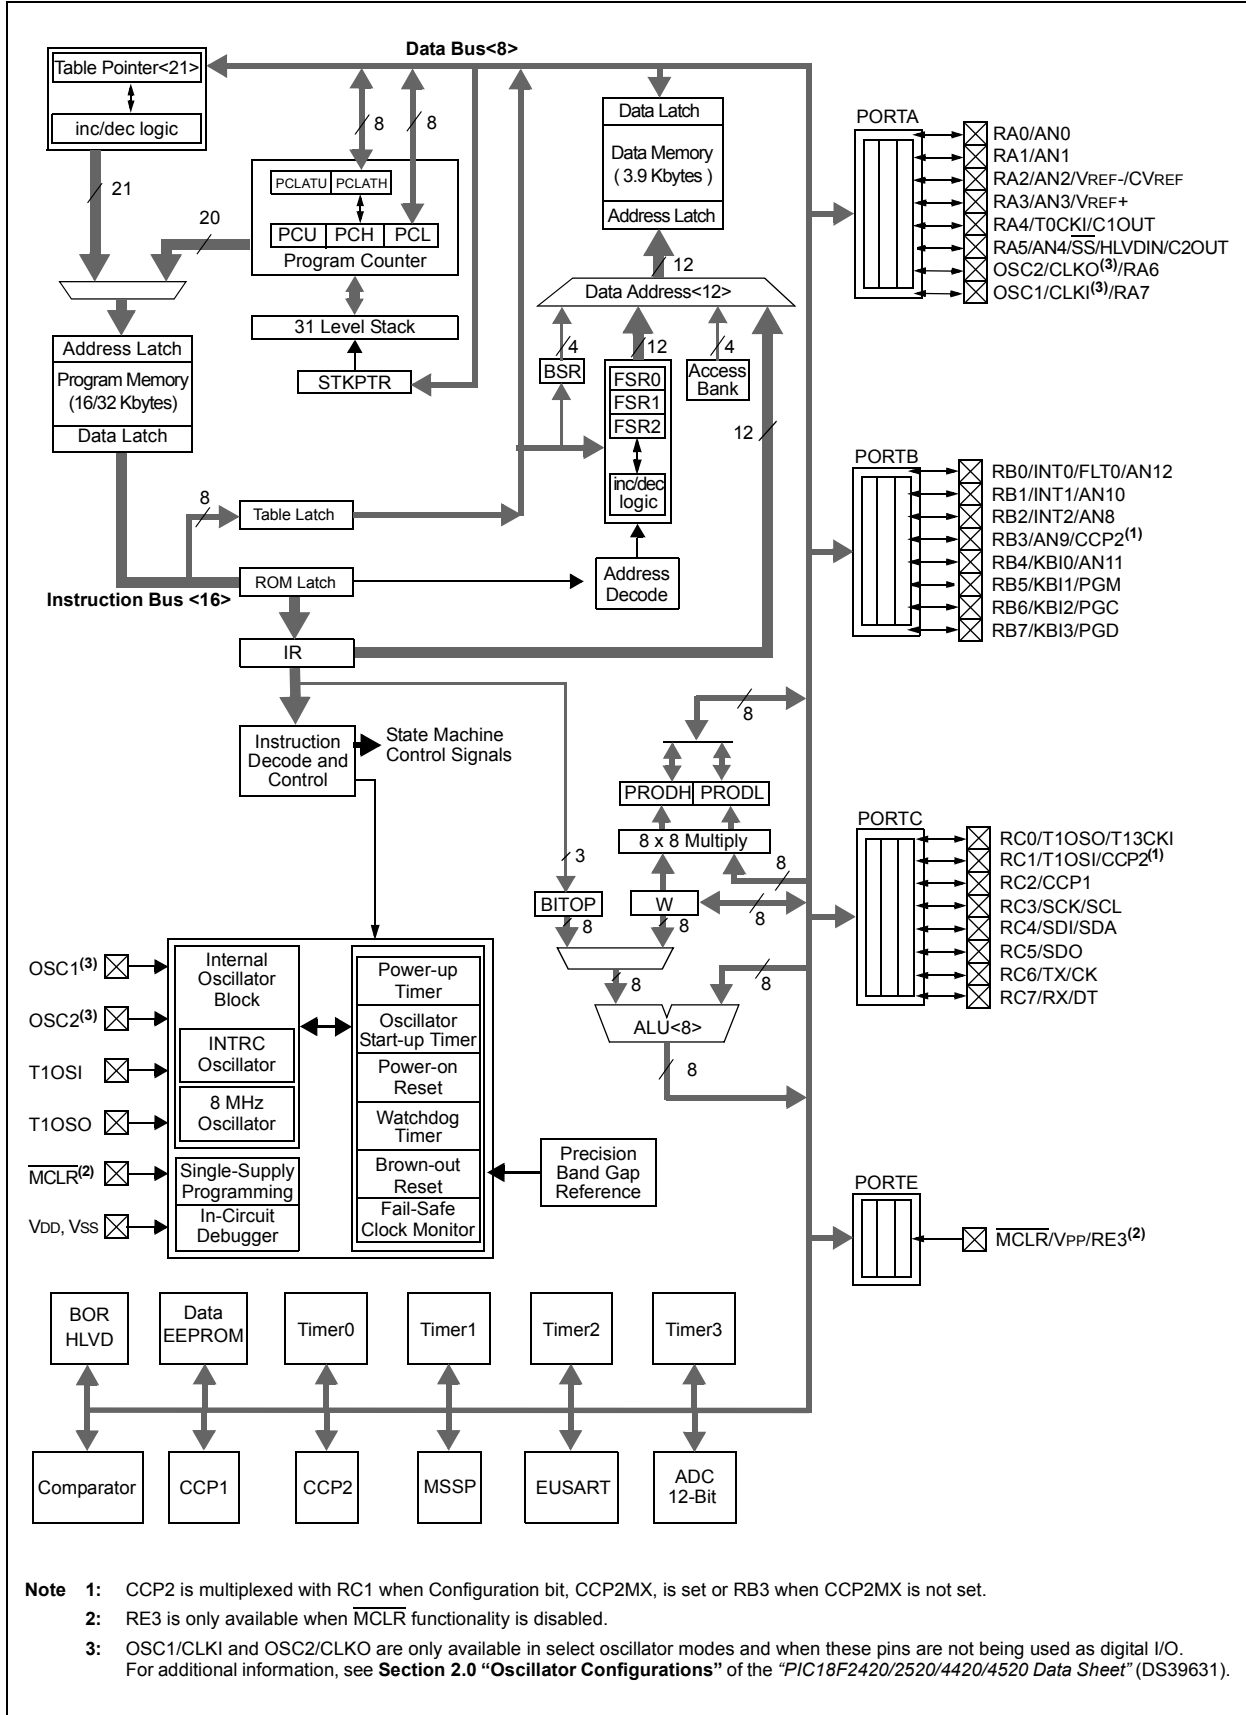 Data Bus<8>
Table Pointer<21>
inc/dec logic
21
20
8
8
PCLATU PCLATH
PCU PCH PCL
Program Counter
31 Level Stack
STKPTR
Data Latch
Data Memory
( 3.9 Kbytes )
Address Latch
12
Data Address<12>
4
12
4
BSR
FSR0
FSR1
FSR2
inc/dec
logic
Access
Bank
12
Address
Decode
Address Latch
Program Memory
(16/32 Kbytes)
Data Latch
8
Table Latch
ROM Latch
Instruction Bus <16>
IR
Instruction
Decode and
Control
State Machine
Control Signals
8
PRODH PRODL
8 x 8 Multiply
3
8
BITOP
W
8
8
8
8
8
ALU<8>
8
PORTA
RA0/AN0
RA1/AN1
RA2/AN2/VREF-/CVREF
RA3/AN3/VREF+
RA4/T0CKI/C1OUT
RA5/AN4/SS/HLVDIN/C2OUT
OSC2/CLKO(3)/RA6
OSC1/CLKI(3)/RA7
PORTB
RB0/INT0/FLT0/AN12
RB1/INT1/AN10
RB2/INT2/AN8
RB3/AN9/CCP2(1)
RB4/KBI0/AN11
RB5/KBI1/PGM
RB6/KBI2/PGC
RB7/KBI3/PGD
PORTC
RC0/T1OSO/T13CKI
RC1/T1OSI/CCP2(1)
RC2/CCP1
RC3/SCK/SCL
RC4/SDI/SDA
RC5/SDO
RC6/TX/CK
RC7/RX/DT
PORTE
MCLR/VPP/RE3(2)
OSC1(3)
OSC2(3)
T1OSI
T1OSO
MCLR(2)
VDD, VSS
Internal
Oscillator
Block
INTRC
Oscillator
8 MHz
Oscillator
Single-Supply
Programming
In-Circuit
Debugger
Power-up
Timer
Oscillator
Start-up Timer
Power-on
Reset
Watchdog
Timer
Brown-out
Reset
Fail-Safe
Clock Monitor
Precision
Band Gap
Reference
BOR
HLVD
Data
EEPROM
Timer0
Timer1
Timer2
Timer3
Comparator
CCP1
CCP2
MSSP
EUSART
ADC
12-Bit
Note 1: CCP2 is multiplexed with RC1 when Configuration bit, CCP2MX, is set or RB3 when CCP2MX is not set.
2: RE3 is only available when MCLR functionality is disabled.
3: OSC1/CLKI and OSC2/CLKO are only available in select oscillator modes and when these pins are not being used as digital I/O.
For additional information, see Section 2.0 “Oscillator Configurations” of the “PIC18F2420/2520/4420/4520 Data Sheet” (DS39631).